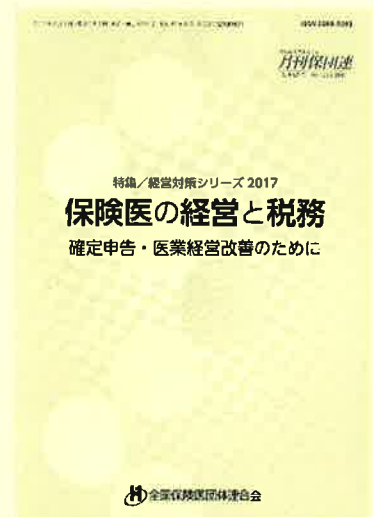 月刊保団連
特集/経営対策シリーズ 2017
保険医の経営と税務
確定申告・医業経営改善のために
全国保険医団体連合会